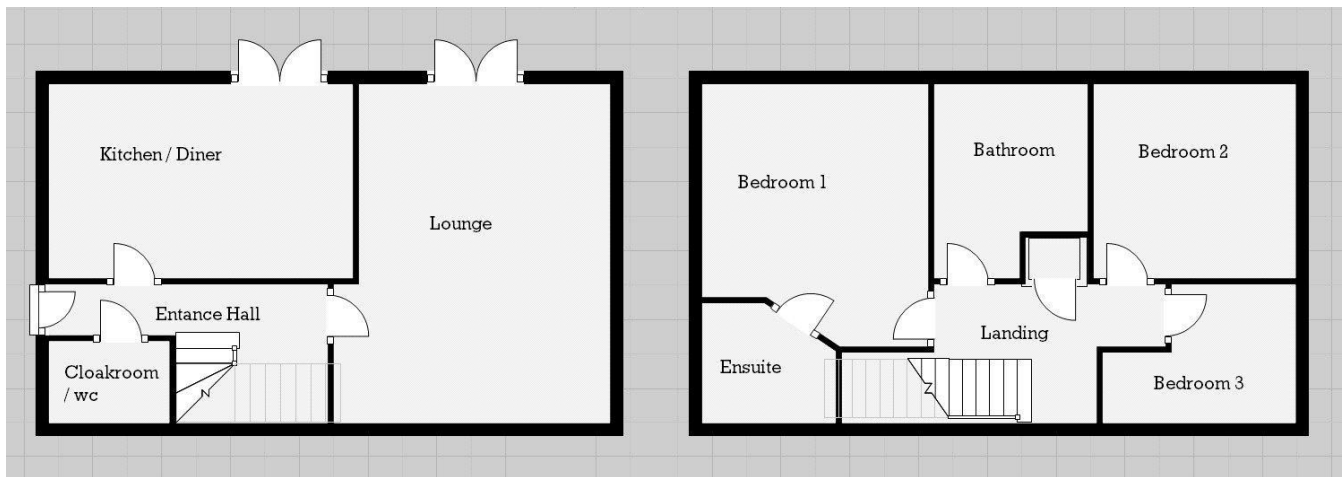 Kitchen / Diner
Lounge
Entance Hall
Cloakroom
/ wc
Bedroom 1
Bathroom
Bedroom 2
Landing
Ensuite
Bedroom 3